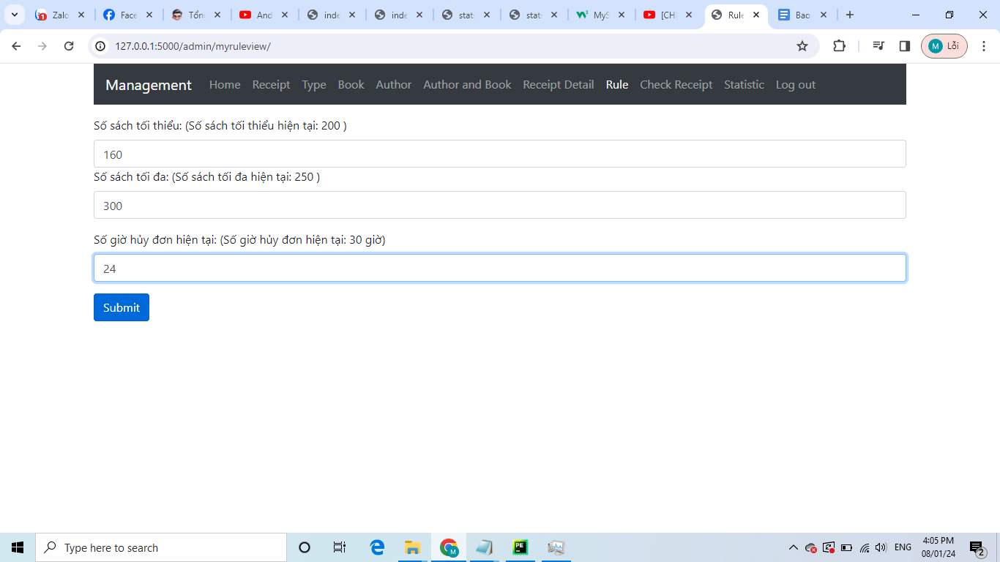 Zalo
Face
Tổn
And
inde
inde
stat
stat
MyS
[CH
Rule
Bao
127.0.0.1:5000/admin/myruleview/
M
Lỗi
Management Home Receipt Type Book Author Author and Book Receipt Detail Rule Check Receipt Statistic Log out
Số sách tối thiểu: (Số sách tối thiểu hiện tại: 200 )
160
Số sách tối đa: (Số sách tối đa hiện tại: 250 )
300
Số giờ hủy đơn hiện tại: (Số giờ hủy đơn hiện tại: 30 giờ)
24
Submit
Type here to search
ENG
4:05 PM
08/01/24
2